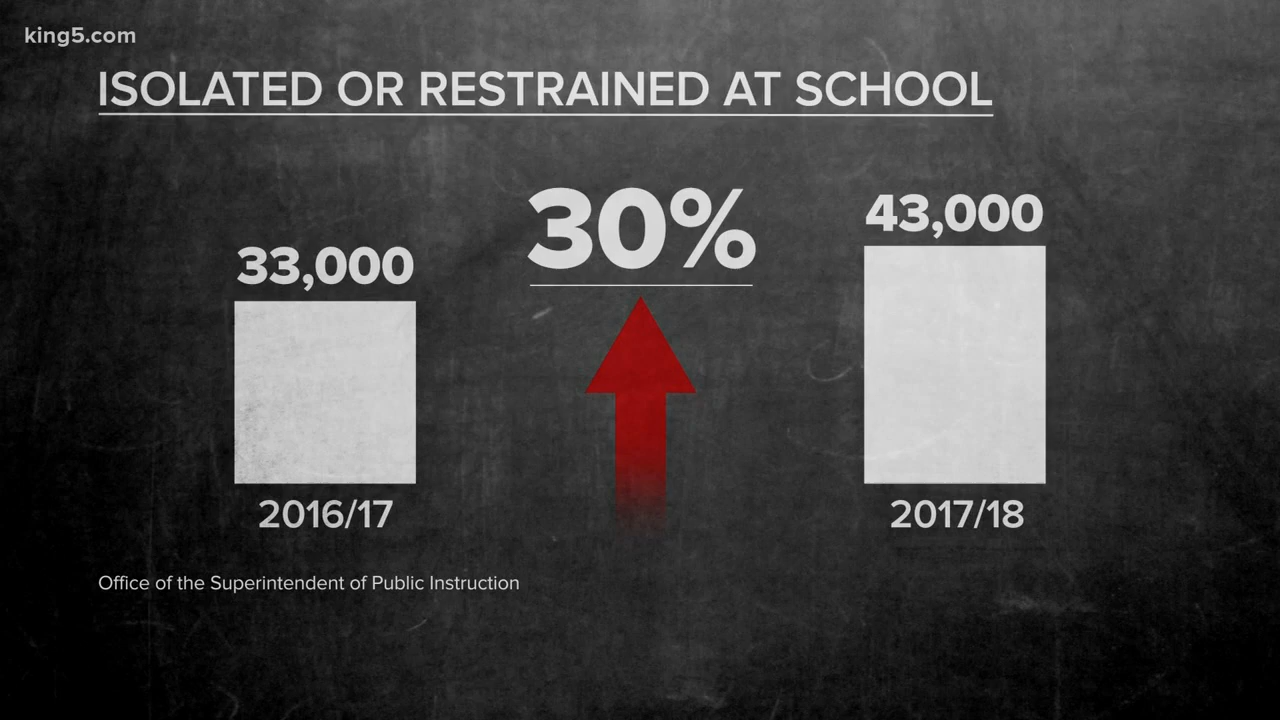 king5.com
ISOLATED OR RESTRAINED AT SCHOOL
30%
33,000
43,000
2016/17
2017/18
Office of the Superintendent of Public Instruction